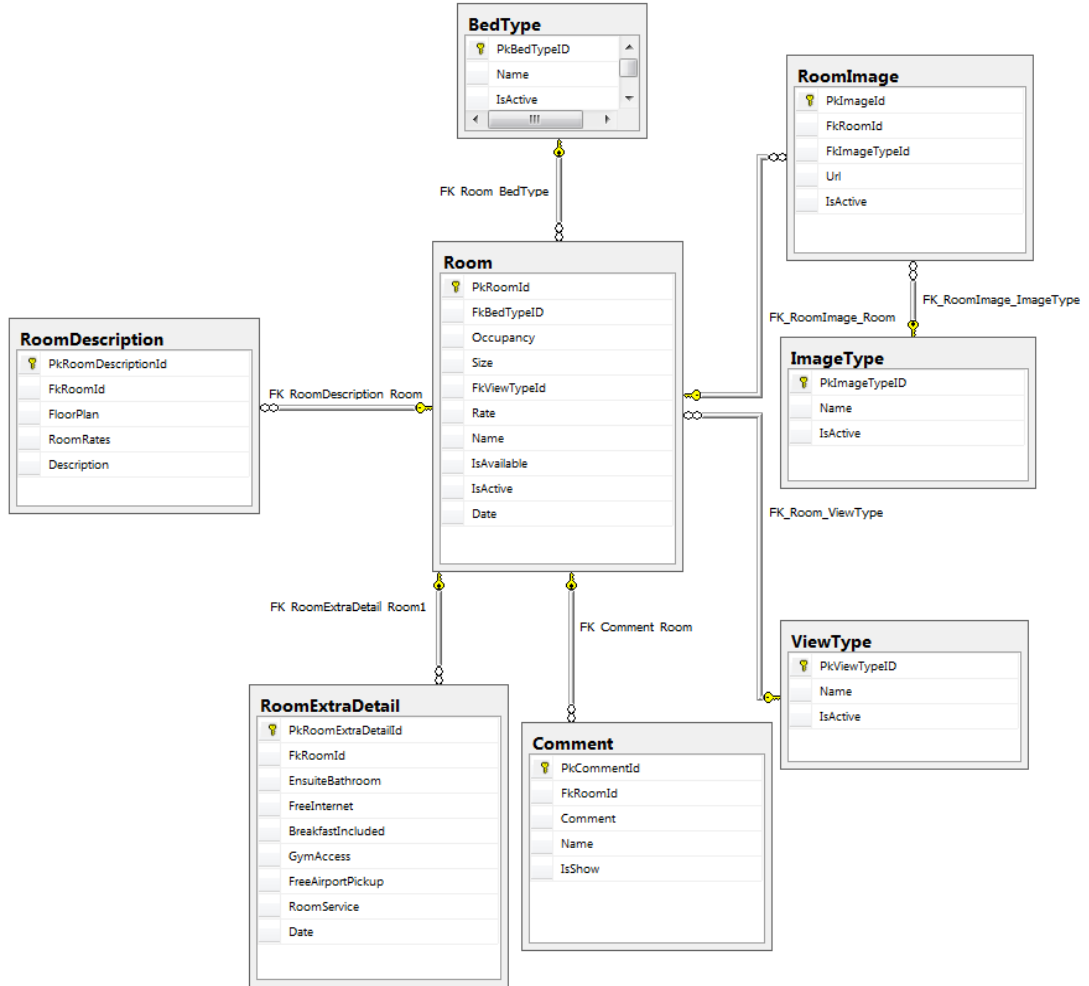 BedType
PkBedTypeID
Name
IsActive
RoomImage
PkImageId
FkRoomId
FkImageTypeId
Url
IsActive
FK_Room_BedType
Room
PkRoomId
FkBedTypeID
Occupancy
Size
FkViewTypeId
Rate
Name
IsAvailable
IsActive
Date
FK_RoomImage_ImageType
FK_RoomImage_Room
RoomDescription
PkRoomDescriptionId
FkRoomId
FloorPlan
RoomRates
Description
FK_RoomDescription_Room
ImageType
PkImageTypeID
Name
IsActive
FK_Room_ViewType
FK_RoomExtraDetail_Room1
FK_Comment_Room
ViewType
PkViewTypeID
Name
IsActive
RoomExtraDetail
PkRoomExtraDetailId
FkRoomId
EnsuiteBathroom
FreeInternet
BreakfastIncluded
GymAccess
FreeAirportPickup
RoomService
Date
Comment
PkCommentId
FkRoomId
Comment
Name
IsShow